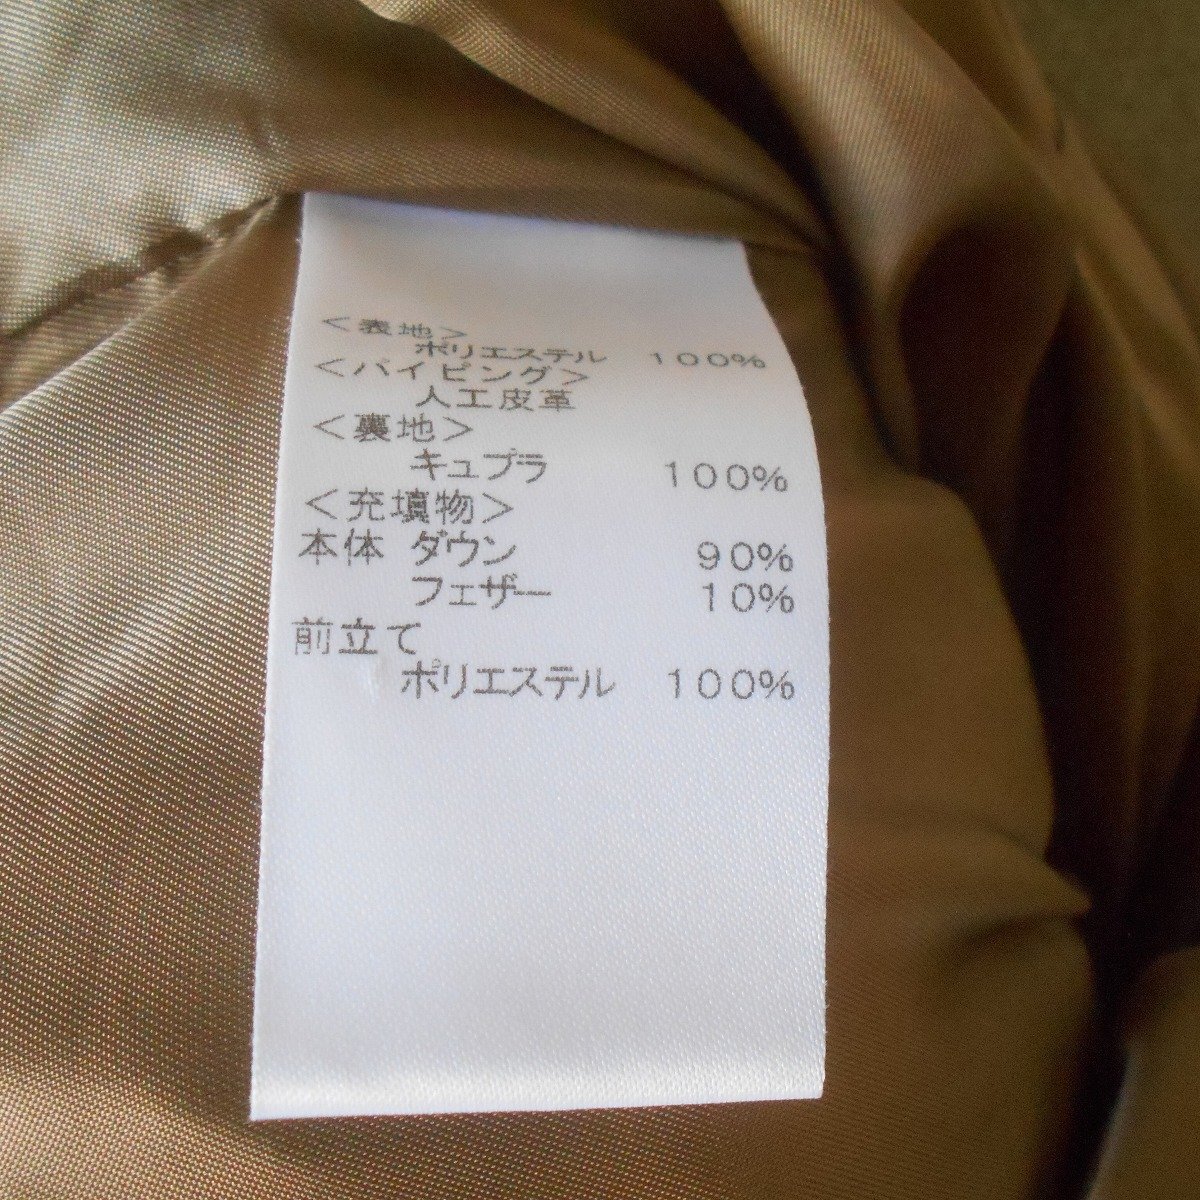 ＜表地＞
ポリエステル 100%
＜パイピング＞
人工皮革
＜裏地＞
キュプラ 100%
＜充填物＞
本体 ダウン 90%
フェザー 10%
前立て
ポリエステル 100%